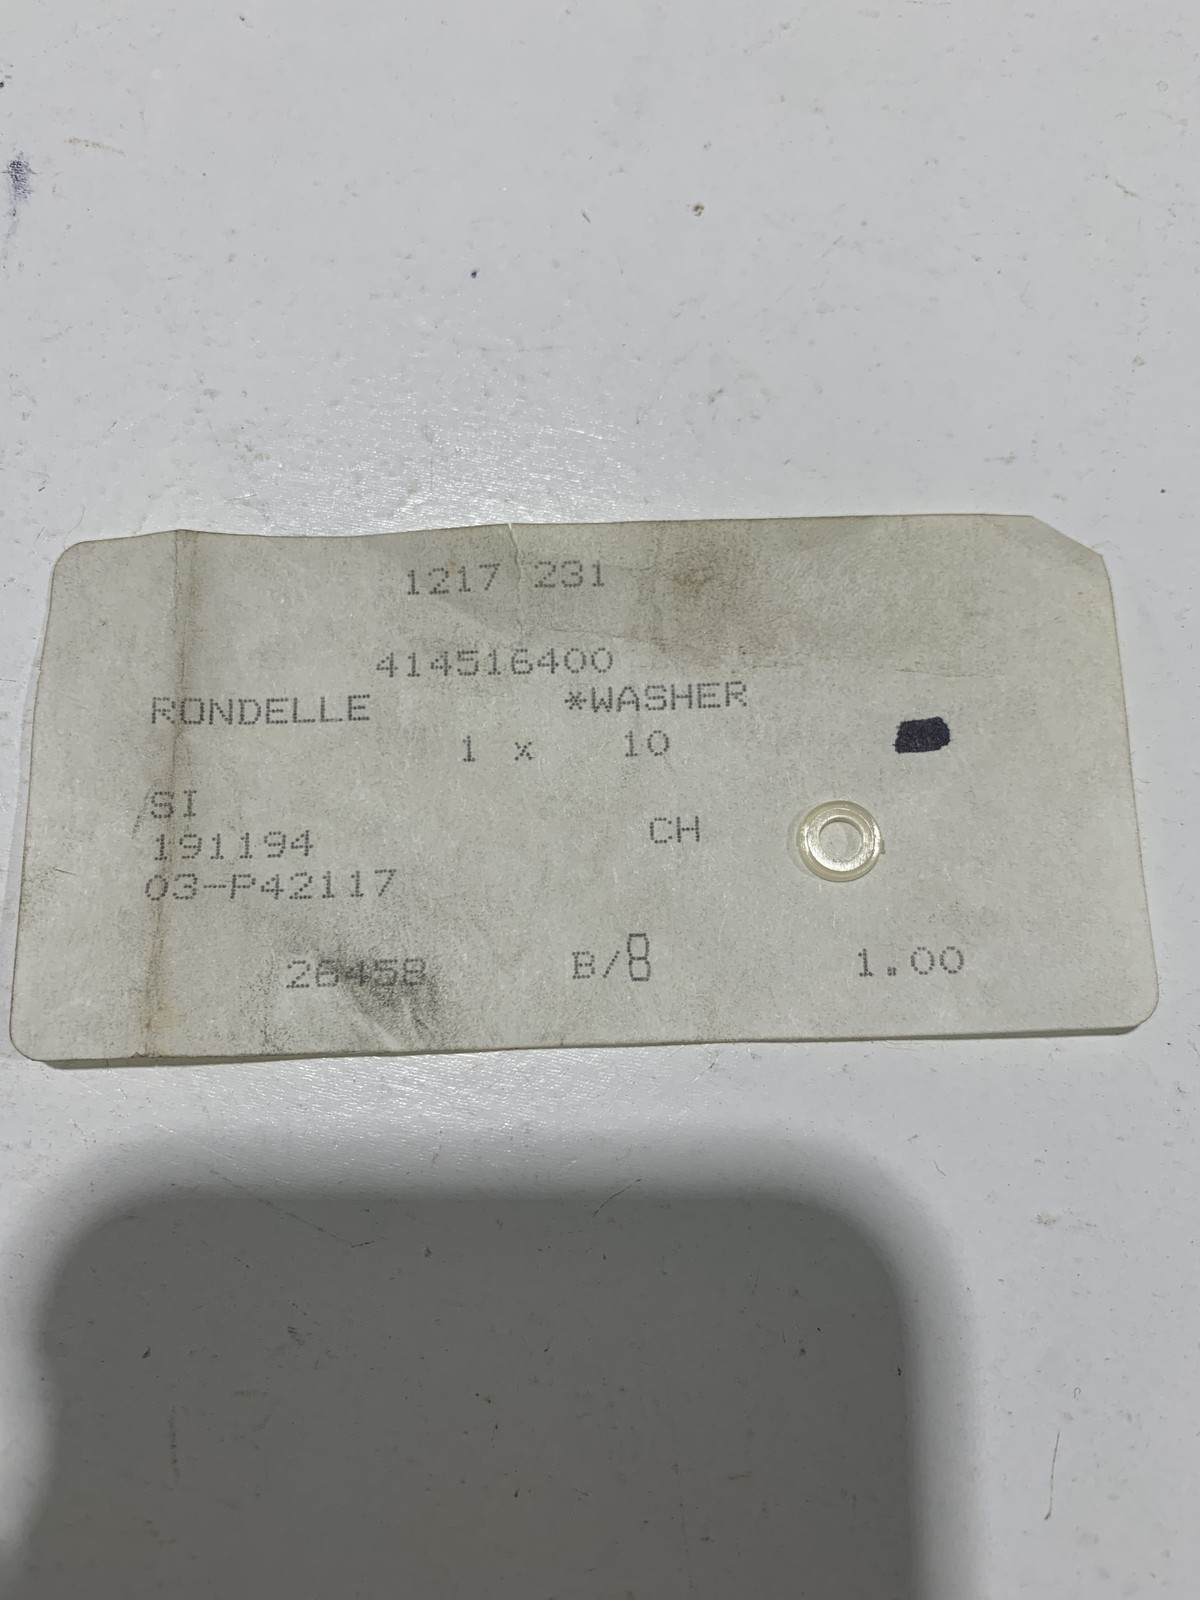 1217 231
414516400
RONDELLE *WASHER
1 x 10
SI
191194 CH
03-P42117
26458 B/8 1.00